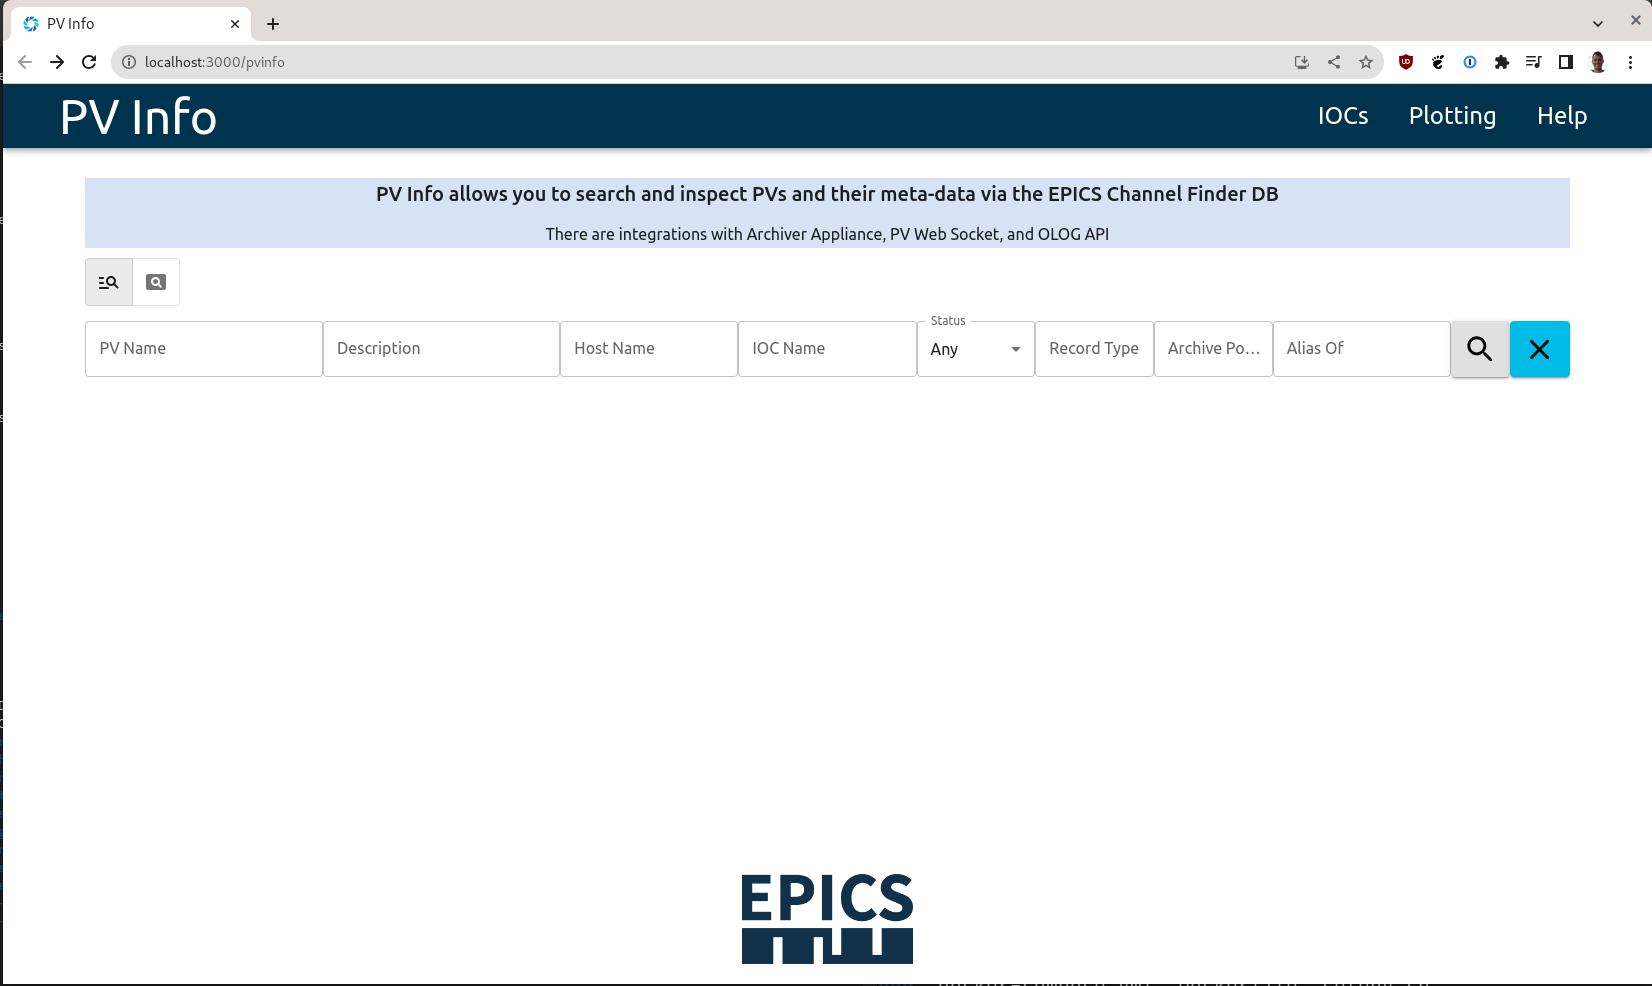 PV Info
localhost:3000/pvinfo
PV Info
IOCs
Plotting
Help
PV Info allows you to search and inspect PVs and their meta-data via the EPICS Channel Finder DB
There are integrations with Archiver Appliance, PV Web Socket, and OLOG API
PV Name
Description
Host Name
IOC Name
Status
Any
Record Type
Archive Po...
Alias Of
EPICS